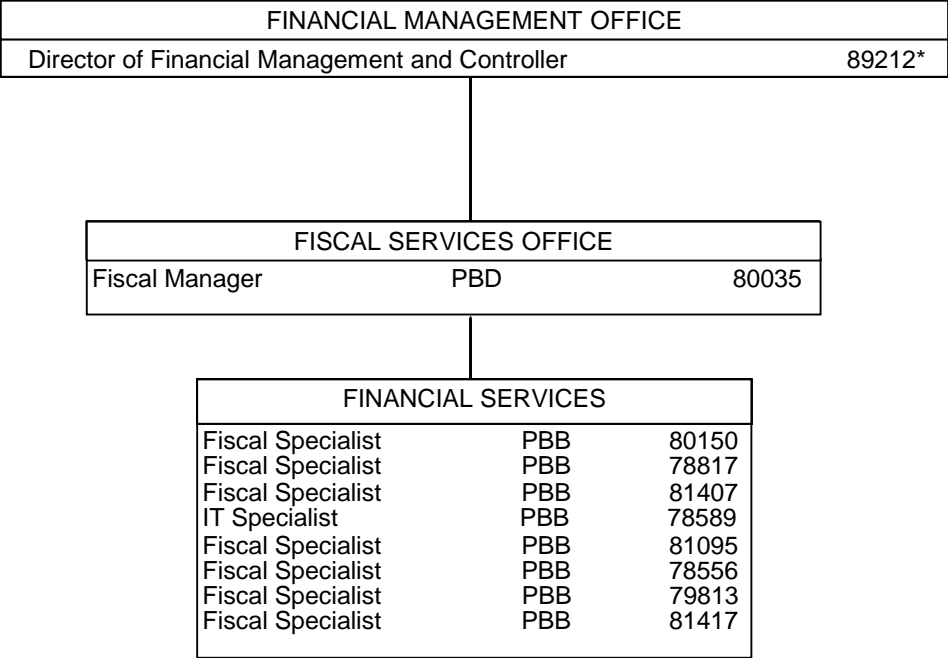 FINANCIAL MANAGEMENT OFFICE
Director of Financial Management and Controller 89212*
FISCAL SERVICES OFFICE
Fiscal Manager PBD 80035
FINANCIAL SERVICES
Fiscal Specialist PBB 80150
Fiscal Specialist PBB 78817
Fiscal Specialist PBB 81407
IT Specialist PBB 78589
Fiscal Specialist PBB 81095
Fiscal Specialist PBB 78556
Fiscal Specialist PBB 79813
Fiscal Specialist PBB 81417